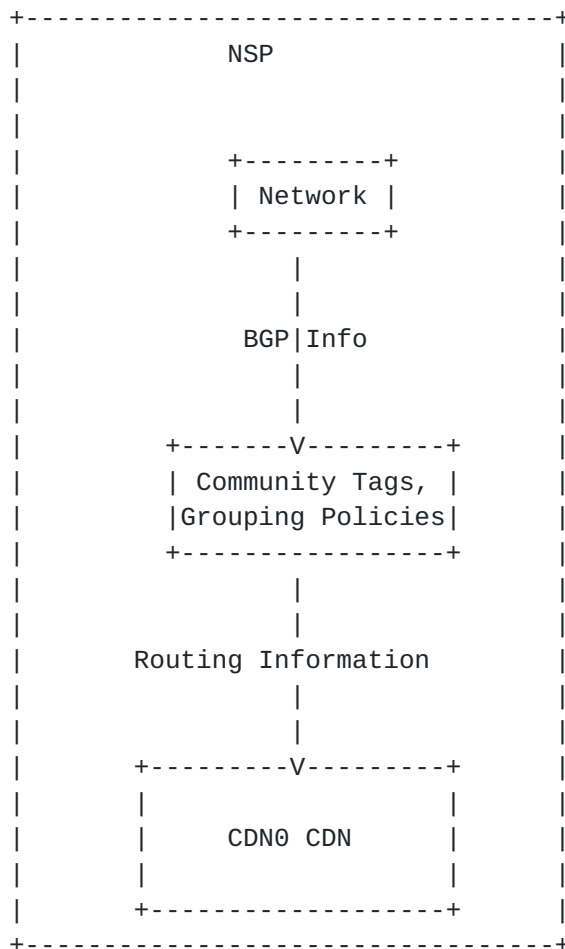 NSP
Network
BGP Info
Community Tags,
Grouping Policies
Routing Information
CDN0 CDN